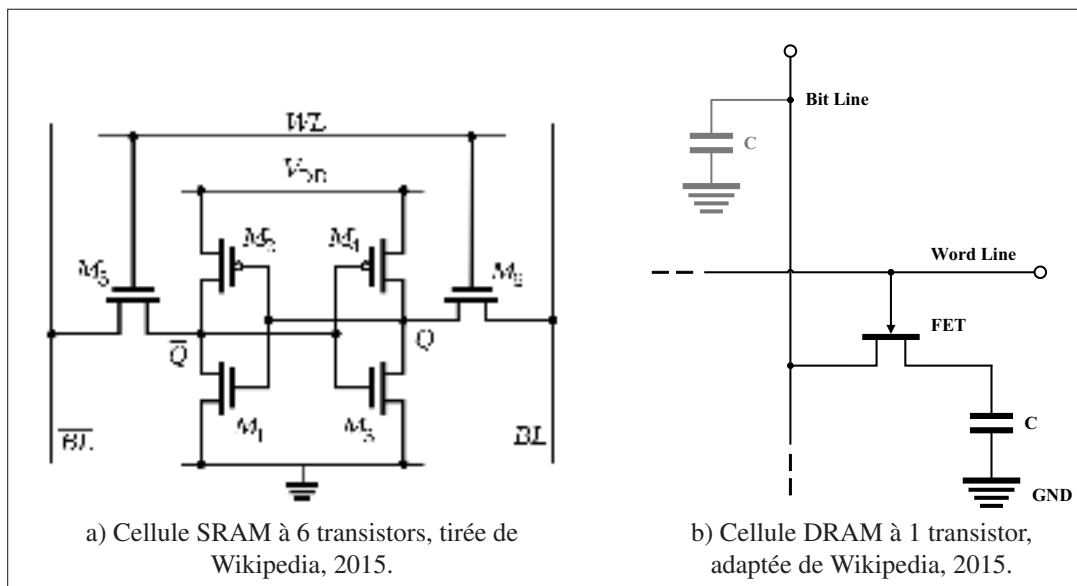 WL
V_DD
M_2
M_4
M_5
M_6
Q̅
Q
M_1
M_3
B̅L̅
BL
a) Cellule SRAM à 6 transistors, tirée de
Wikipedia, 2015.
Bit Line
C
Word Line
FET
C
GND
b) Cellule DRAM à 1 transistor,
adaptée de Wikipedia, 2015.